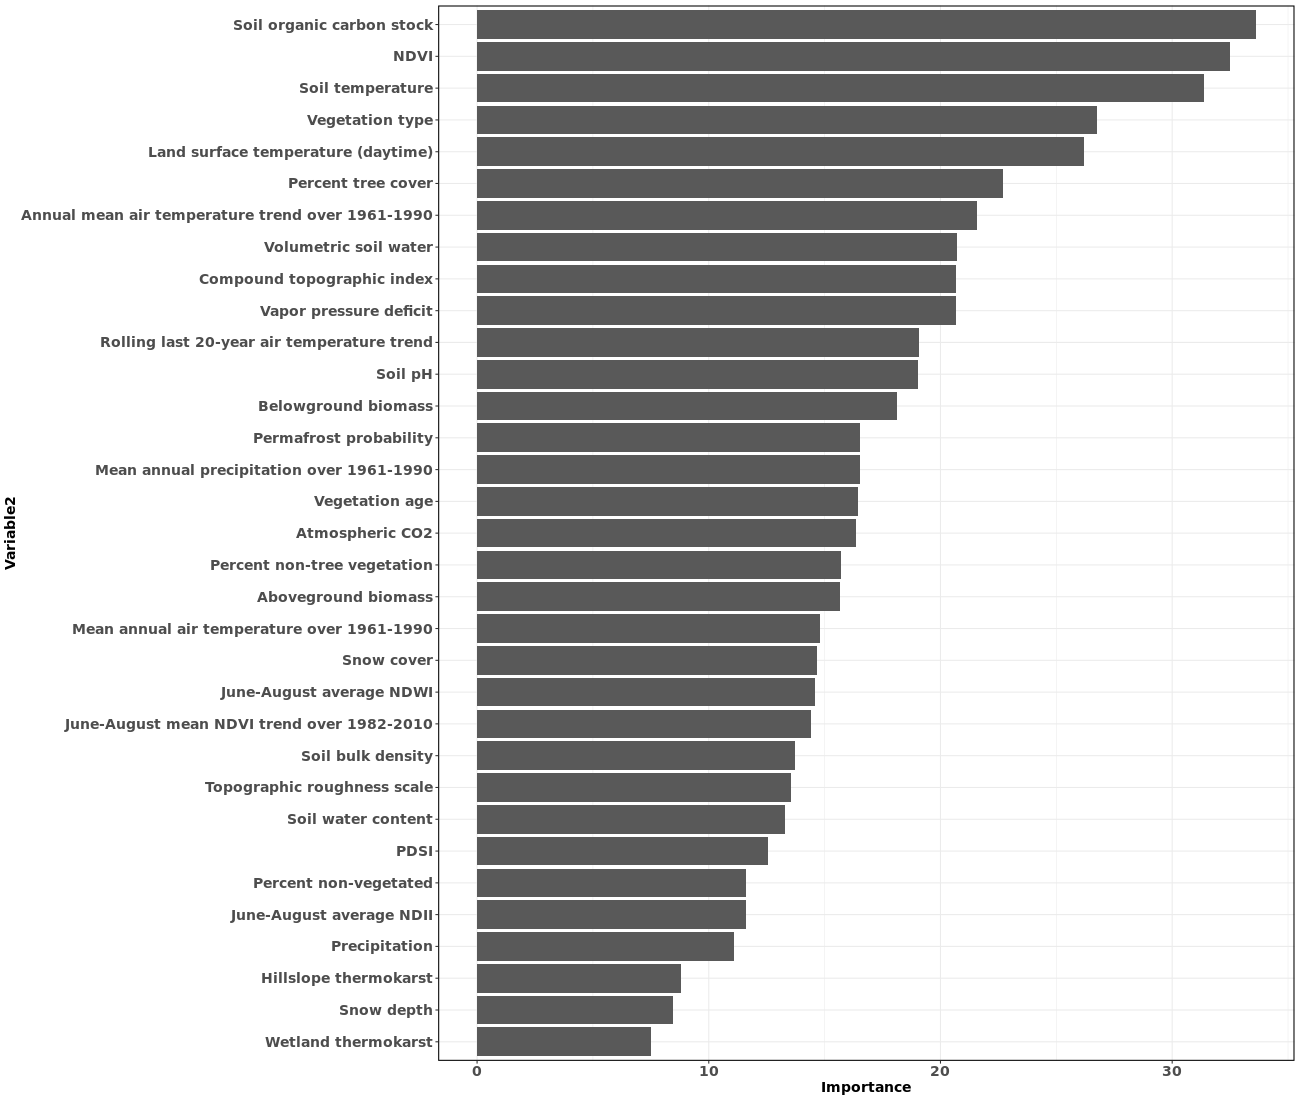 Soil organic carbon stock
NDVI
Soil temperature
Vegetation type
Land surface temperature (daytime)
Percent tree cover
Annual mean air temperature trend over 1961-1990
Volumetric soil water
Compound topographic index
Vapor pressure deficit
Rolling last 20-year air temperature trend
Soil pH
Belowground biomass
Permafrost probability
Mean annual precipitation over 1961-1990
Vegetation age
Atmospheric CO2
Percent non-tree vegetation
Aboveground biomass
Mean annual air temperature over 1961-1990
Snow cover
June-August average NDWI
June-August mean NDVI trend over 1982-2010
Soil bulk density
Topographic roughness scale
Soil water content
PDSI
Percent non-vegetated
June-August average NDII
Precipitation
Hillslope thermokarst
Snow depth
Wetland thermokarst
Variable2
0 10 20 30
Importance